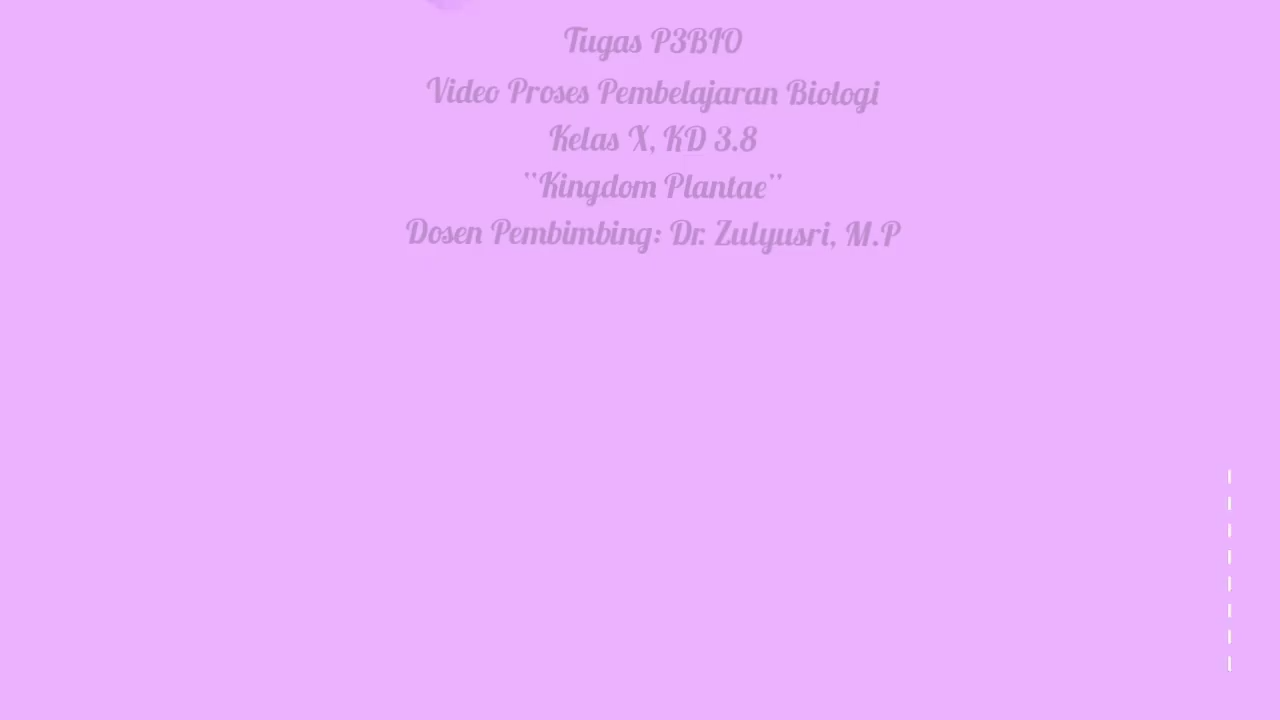 Tugas P3BIO
Video Proses Pembelajaran Biologi
Kelas X, KD 3.8
"Kingdom Plantae"
Dosen Pembimbing: Dr. Zulyusri, M.P